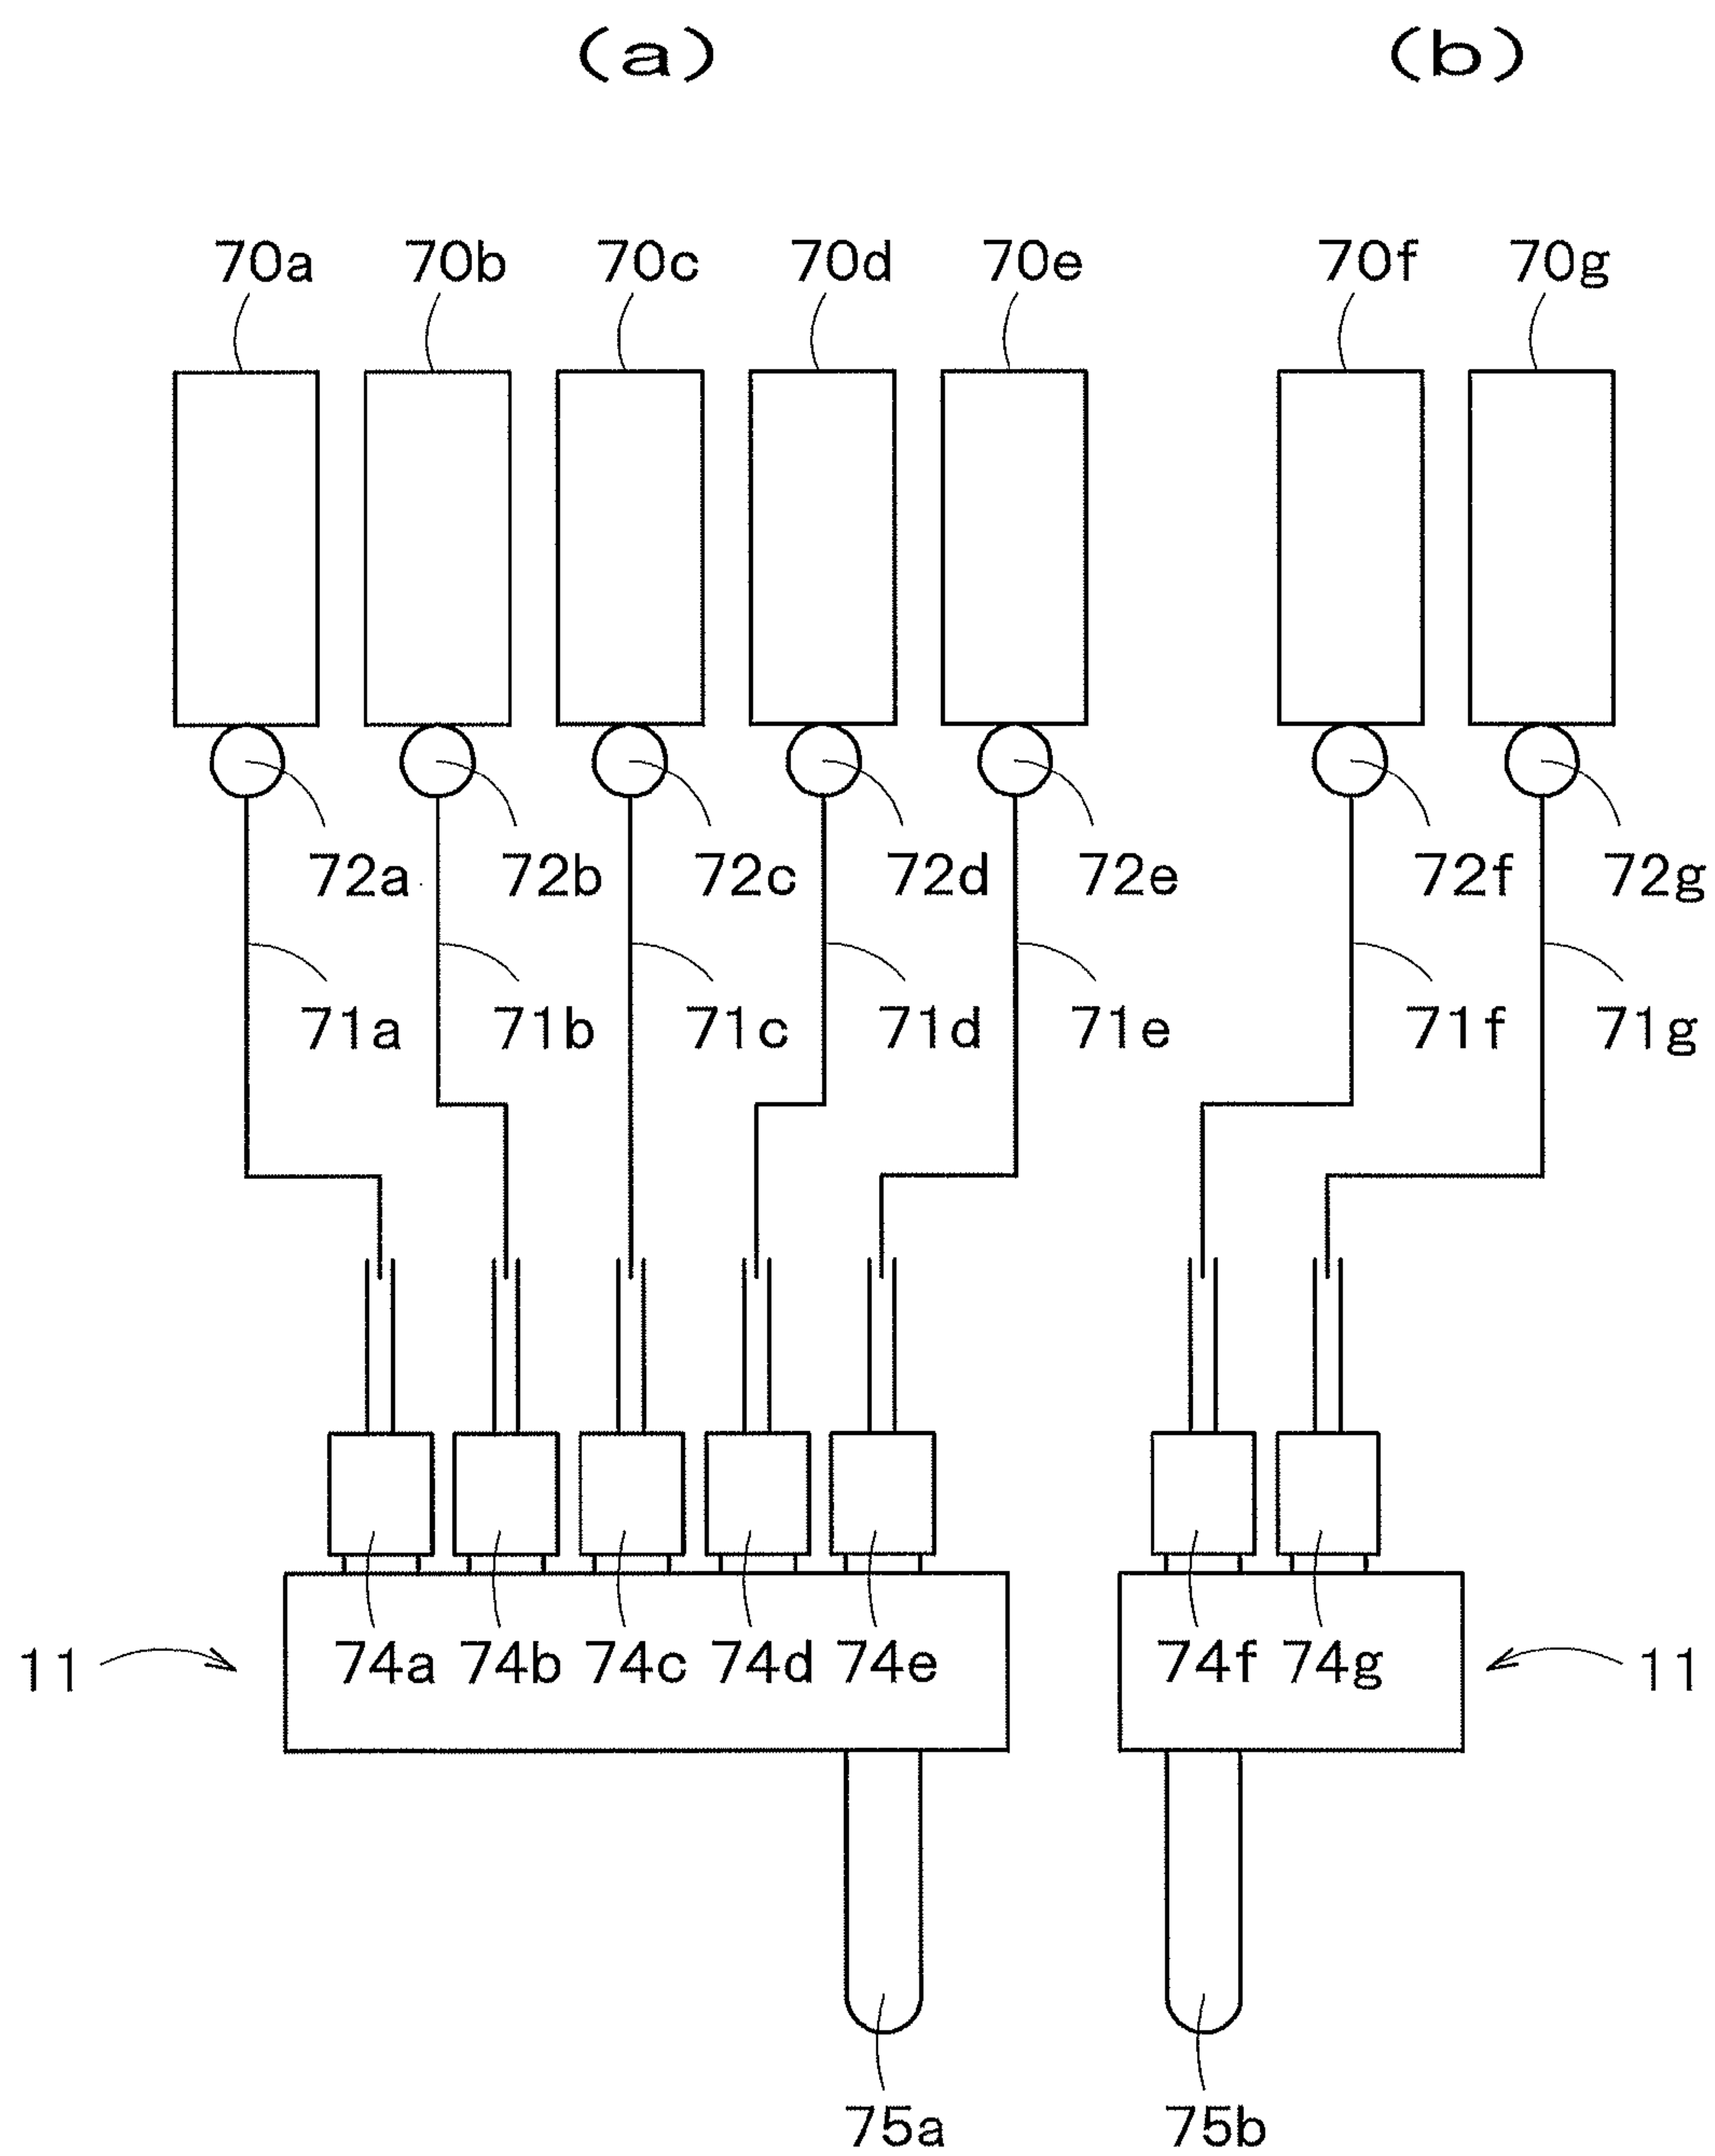 (a) (b)
70a 70b 70c 70d 70e 70f 70g
72a 72b 72c 72d 72e 72f 72g
71a 71b 71c 71d 71e 71f 71g
11 74a 74b 74c 74d 74e 74f 74g 11
75a 75b